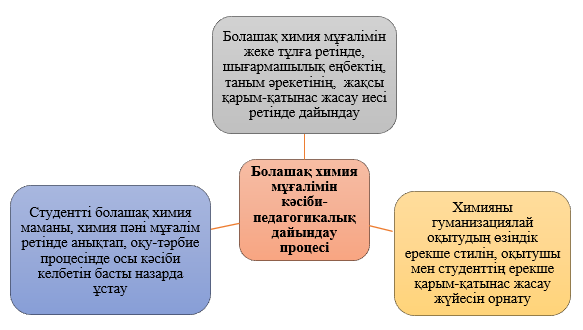 Болашақ химия мұғалімін
жеке тұлға ретінде,
шығармашылық еңбектің,
таным әрекетінің, жақсы
қарым-қатынас жасау иесі
ретінде дайындау
Болашақ химия
мұғалімін
кәсіби-
педагогикалық
дайындау
процесі
Студентті болашақ химия
маманы, химия пәні мұғалім
ретінде анықтап, оқу-тәрбие
процесінде осы кәсіби
келбетін басты назарда
ұстау
Химияны
гуманизациялай
оқытудың өзіндік
ерекше стилін, оқытушы
мен студенттің ерекше
қарым-қатынас жасау
жүйесін орнату